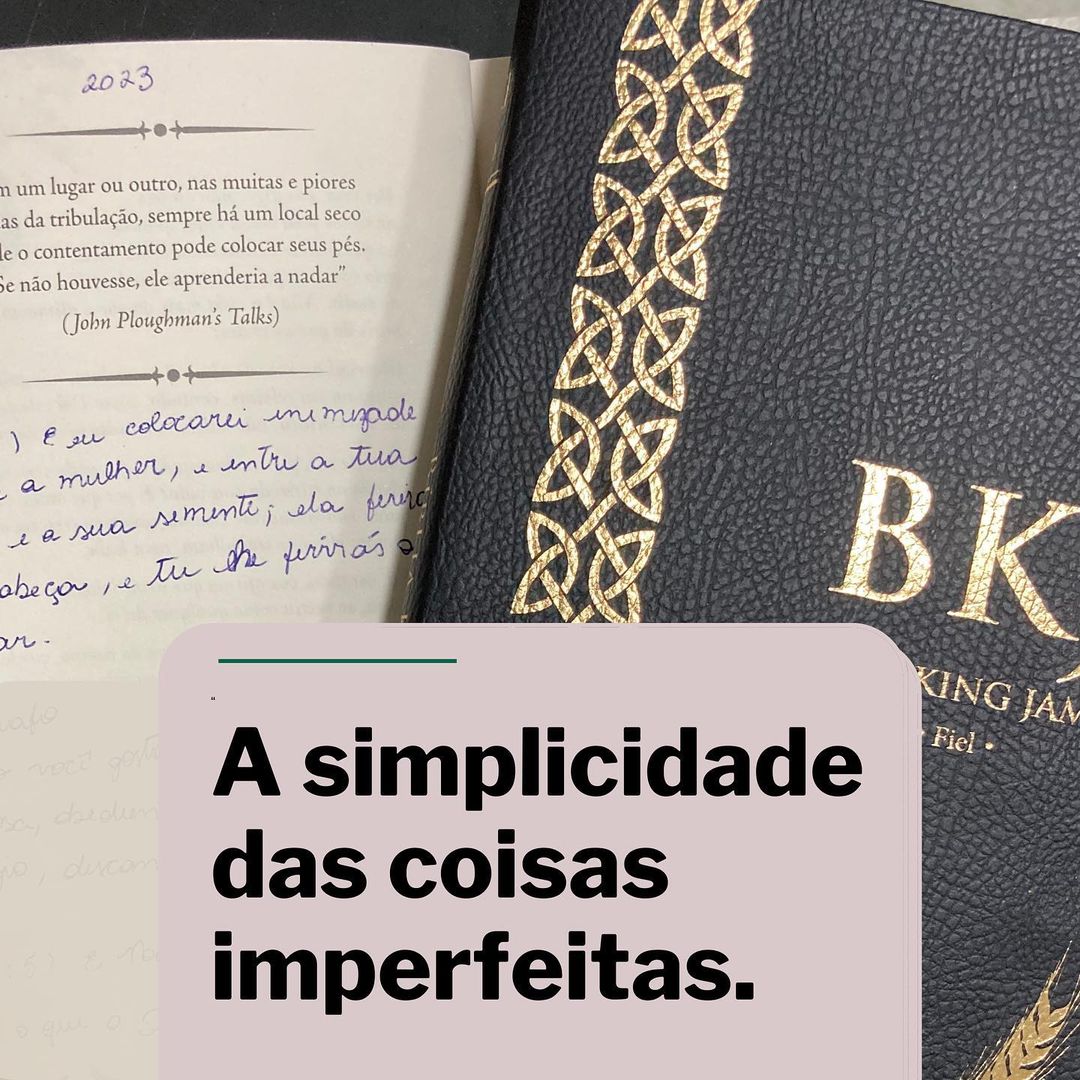 2023
m um lugar ou outro, nas muitas e piores
as da tribulação, sempre há um local seco
de o contentamento pode colocar seus pés.
Se não houvesse, ele aprenderia a nadar”
(John Ploughman’s Talks)
) E eu colocarei inimizade
a mulher, e entre a tua
e a sua semente; ela ferirá
abeça, e tu lhe ferirás o
ar.
BKJ
KING JAM
• Fiel •
“
A simplicidade
das coisas
imperfeitas.